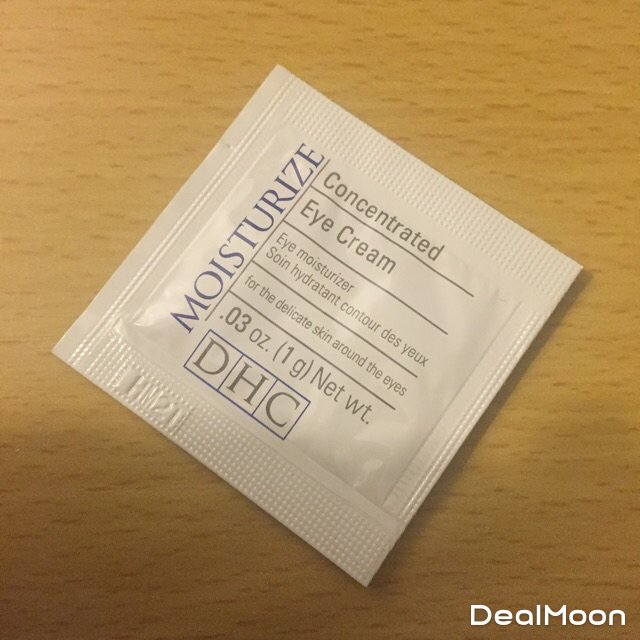 MOISTURIZE
Concentrated
Eye Cream
Eye moisturizer
Soin hydratant contour des yeux
for the delicate skin around the eyes
.03 oz. (1 g) Net wt.
DHC
DealMoon